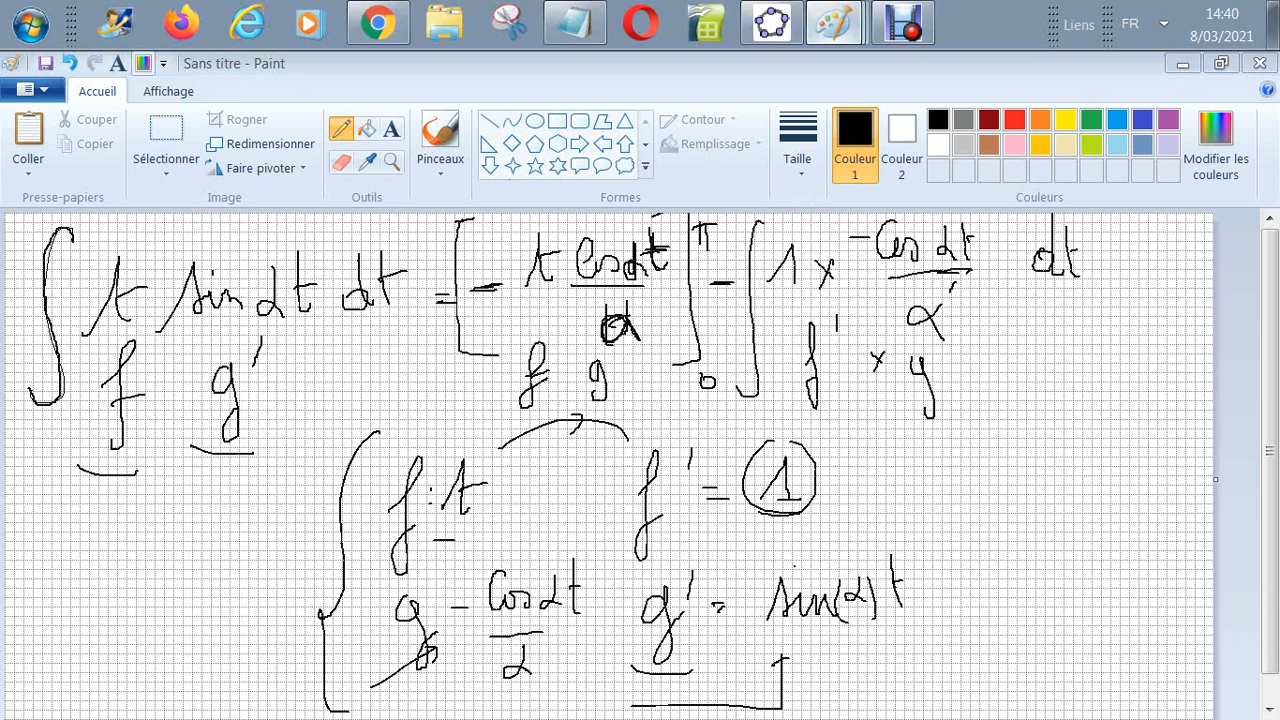 Liens FR 14:40
8/03/2021
Sans titre - Paint
Accueil Affichage
Coller Couper Copier
Sélectionner Rogner Redimensionner Faire pivoter
Pinceaux
Contour Remplissage
Taille Couleur 1 Couleur 2 Modifier les couleurs
Presse-papiers Image Outils Formes Couleurs
∫ t sin αt dt = [- t cos αt / α]₀^π - ∫ 1 × -cos αt / α dt
f g' f g f' × g
f : t f' = 1
g - cos αt / α g' = sin(α)t